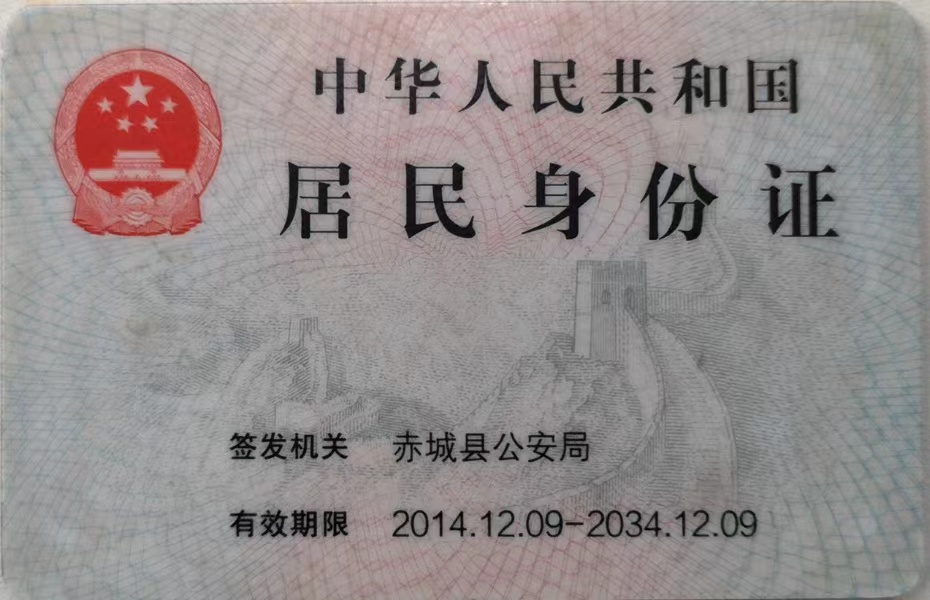 中华人民共和国
居民身份证
签发机关 赤城县公安局
有效期限 2014.12.09-2034.12.09